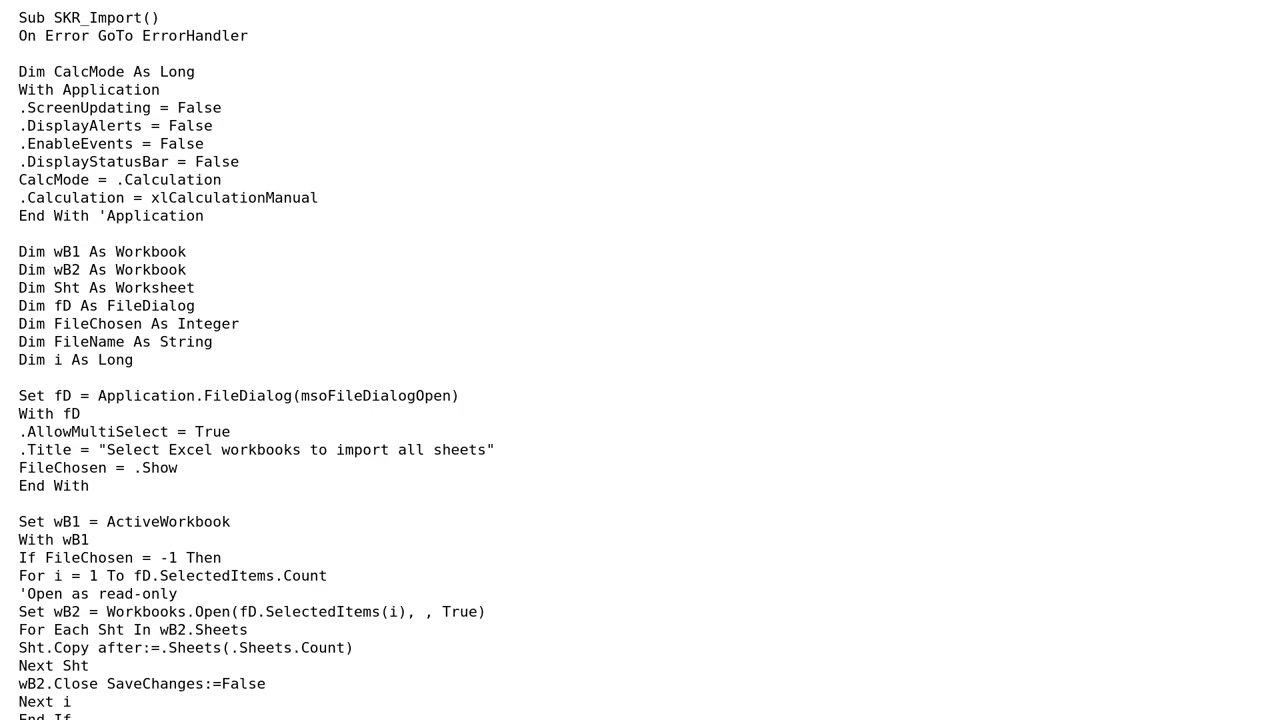 Sub SKR_Import()
On Error GoTo ErrorHandler

Dim CalcMode As Long
With Application
.ScreenUpdating = False
.DisplayAlerts = False
.EnableEvents = False
.DisplayStatusBar = False
CalcMode = .Calculation
.Calculation = xlCalculationManual
End With 'Application

Dim wB1 As Workbook
Dim wB2 As Workbook
Dim Sht As Worksheet
Dim fD As FileDialog
Dim FileChosen As Integer
Dim FileName As String
Dim i As Long

Set fD = Application.FileDialog(msoFileDialogOpen)
With fD
.AllowMultiSelect = True
.Title = "Select Excel workbooks to import all sheets"
FileChosen = .Show
End With

Set wB1 = ActiveWorkbook
With wB1
If FileChosen = -1 Then
For i = 1 To fD.SelectedItems.Count
'Open as read-only
Set wB2 = Workbooks.Open(fD.SelectedItems(i), , True)
For Each Sht In wB2.Sheets
Sht.Copy after:=.Sheets(.Sheets.Count)
Next Sht
wB2.Close SaveChanges:=False
Next i
End If